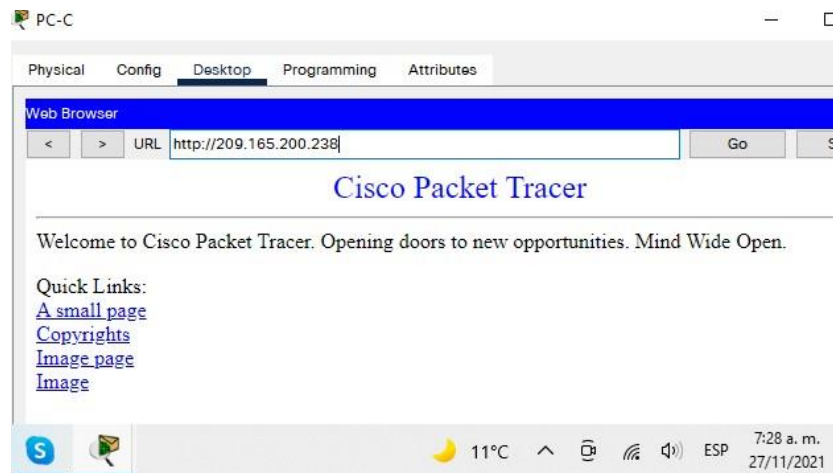 PC-C
Physical Config Desktop Programming Attributes
Web Browser
< > URL http://209.165.200.238 Go S
Cisco Packet Tracer
Welcome to Cisco Packet Tracer. Opening doors to new opportunities. Mind Wide Open.
Quick Links:
A small page
Copyrights
Image page
Image
S 11°C ESP 7:28 a. m.
27/11/2021